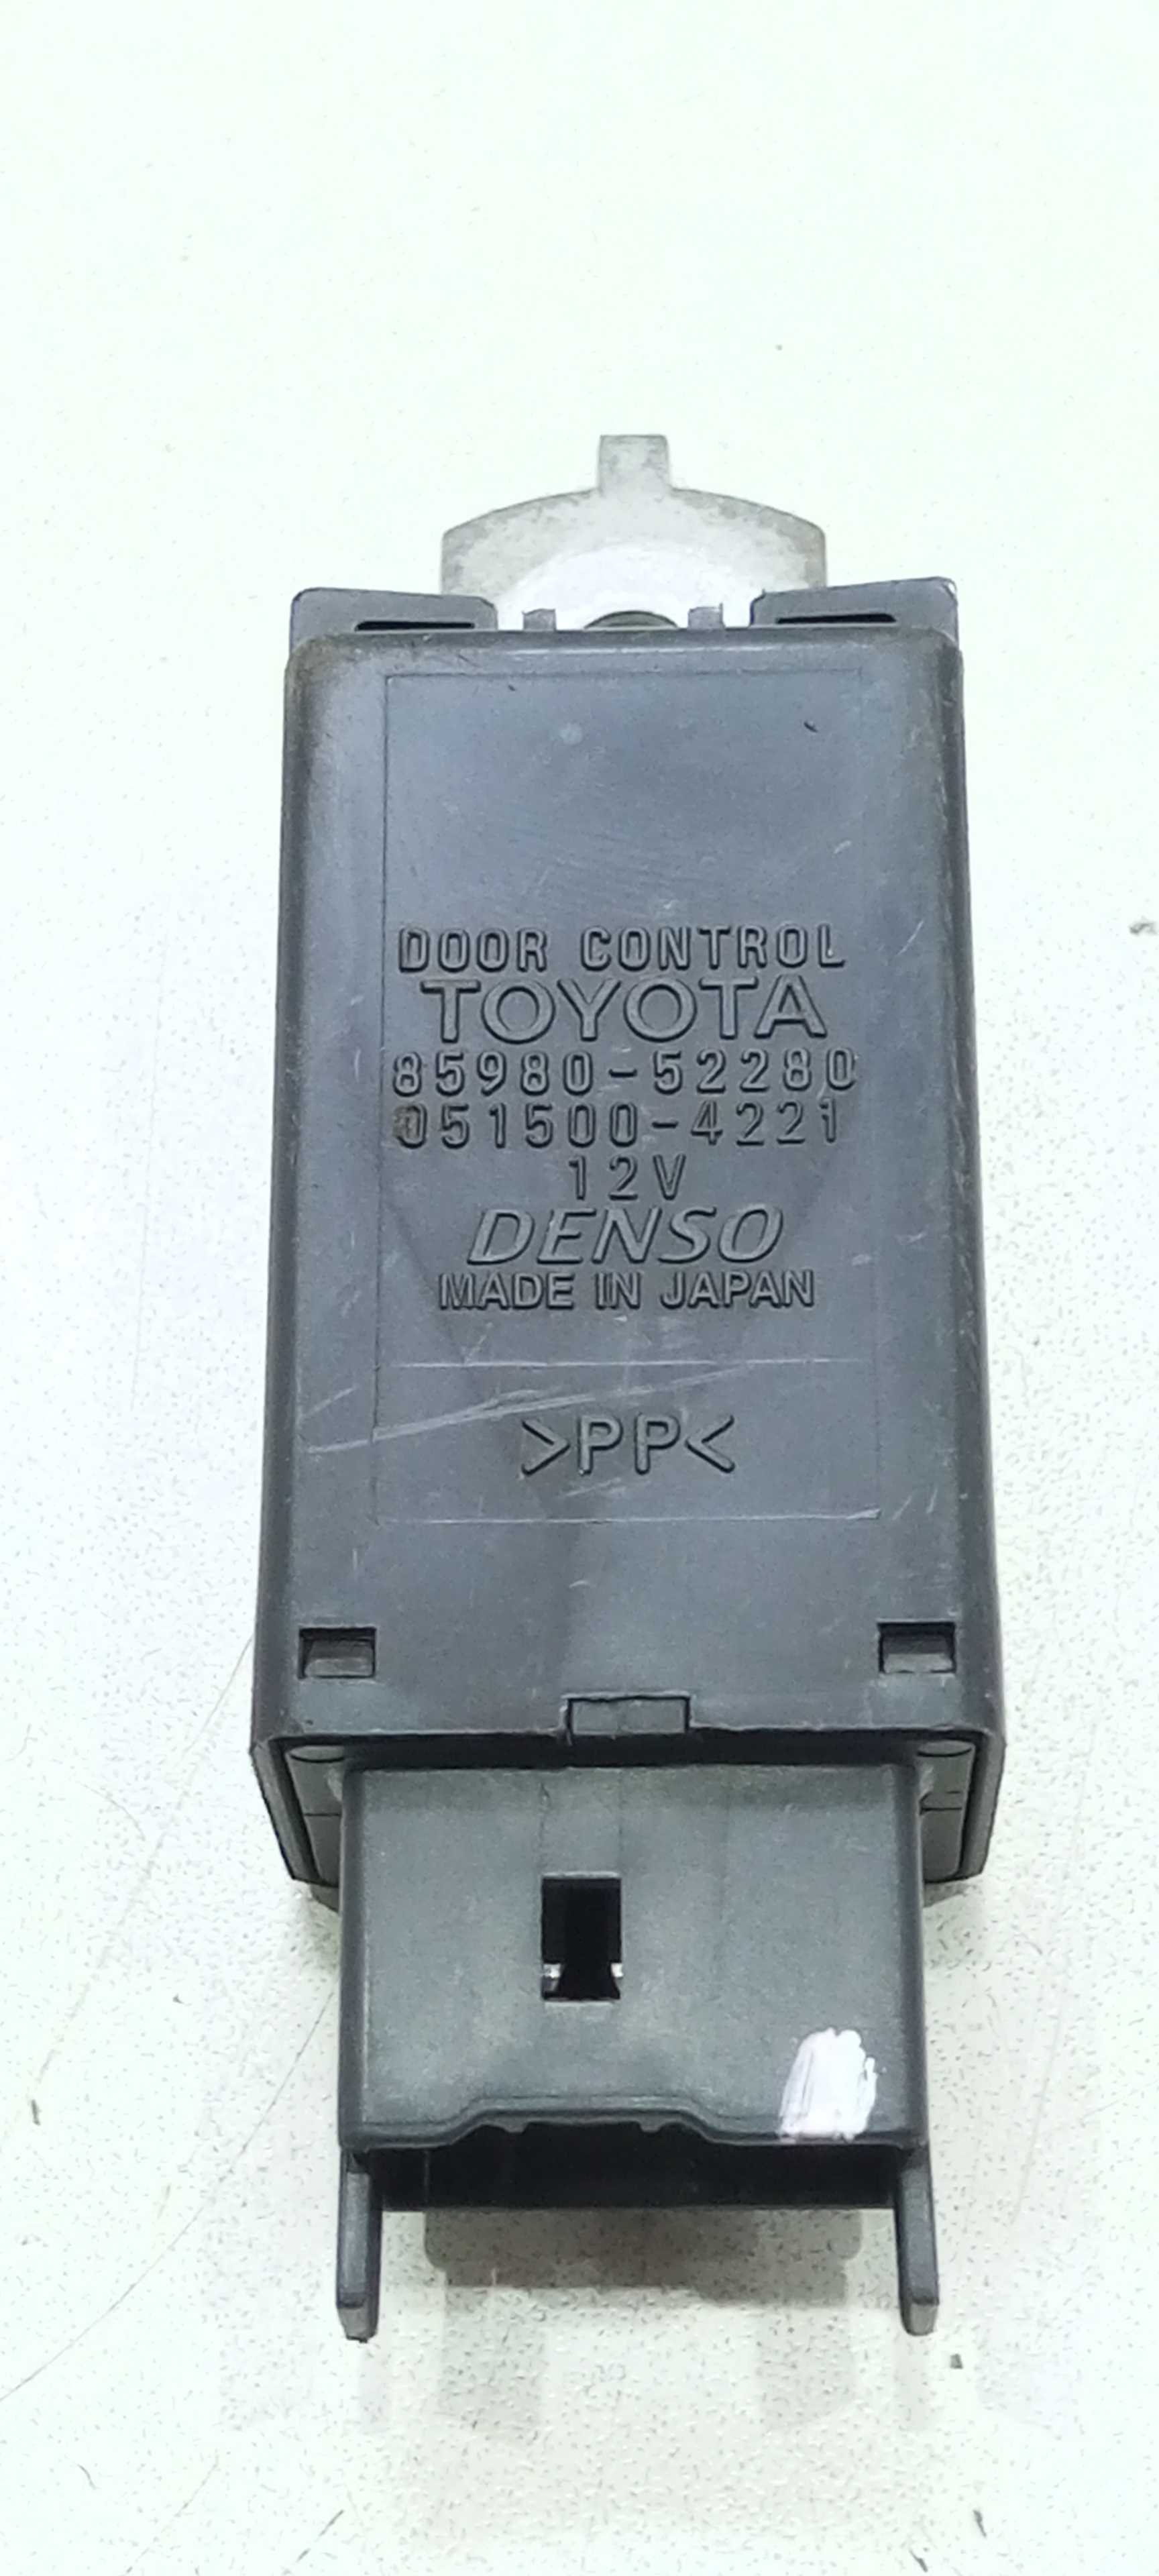 DOOR CONTROL
TOYOTA
85980-52280
051500-4221
12V
DENSO
MADE IN JAPAN
>PP<